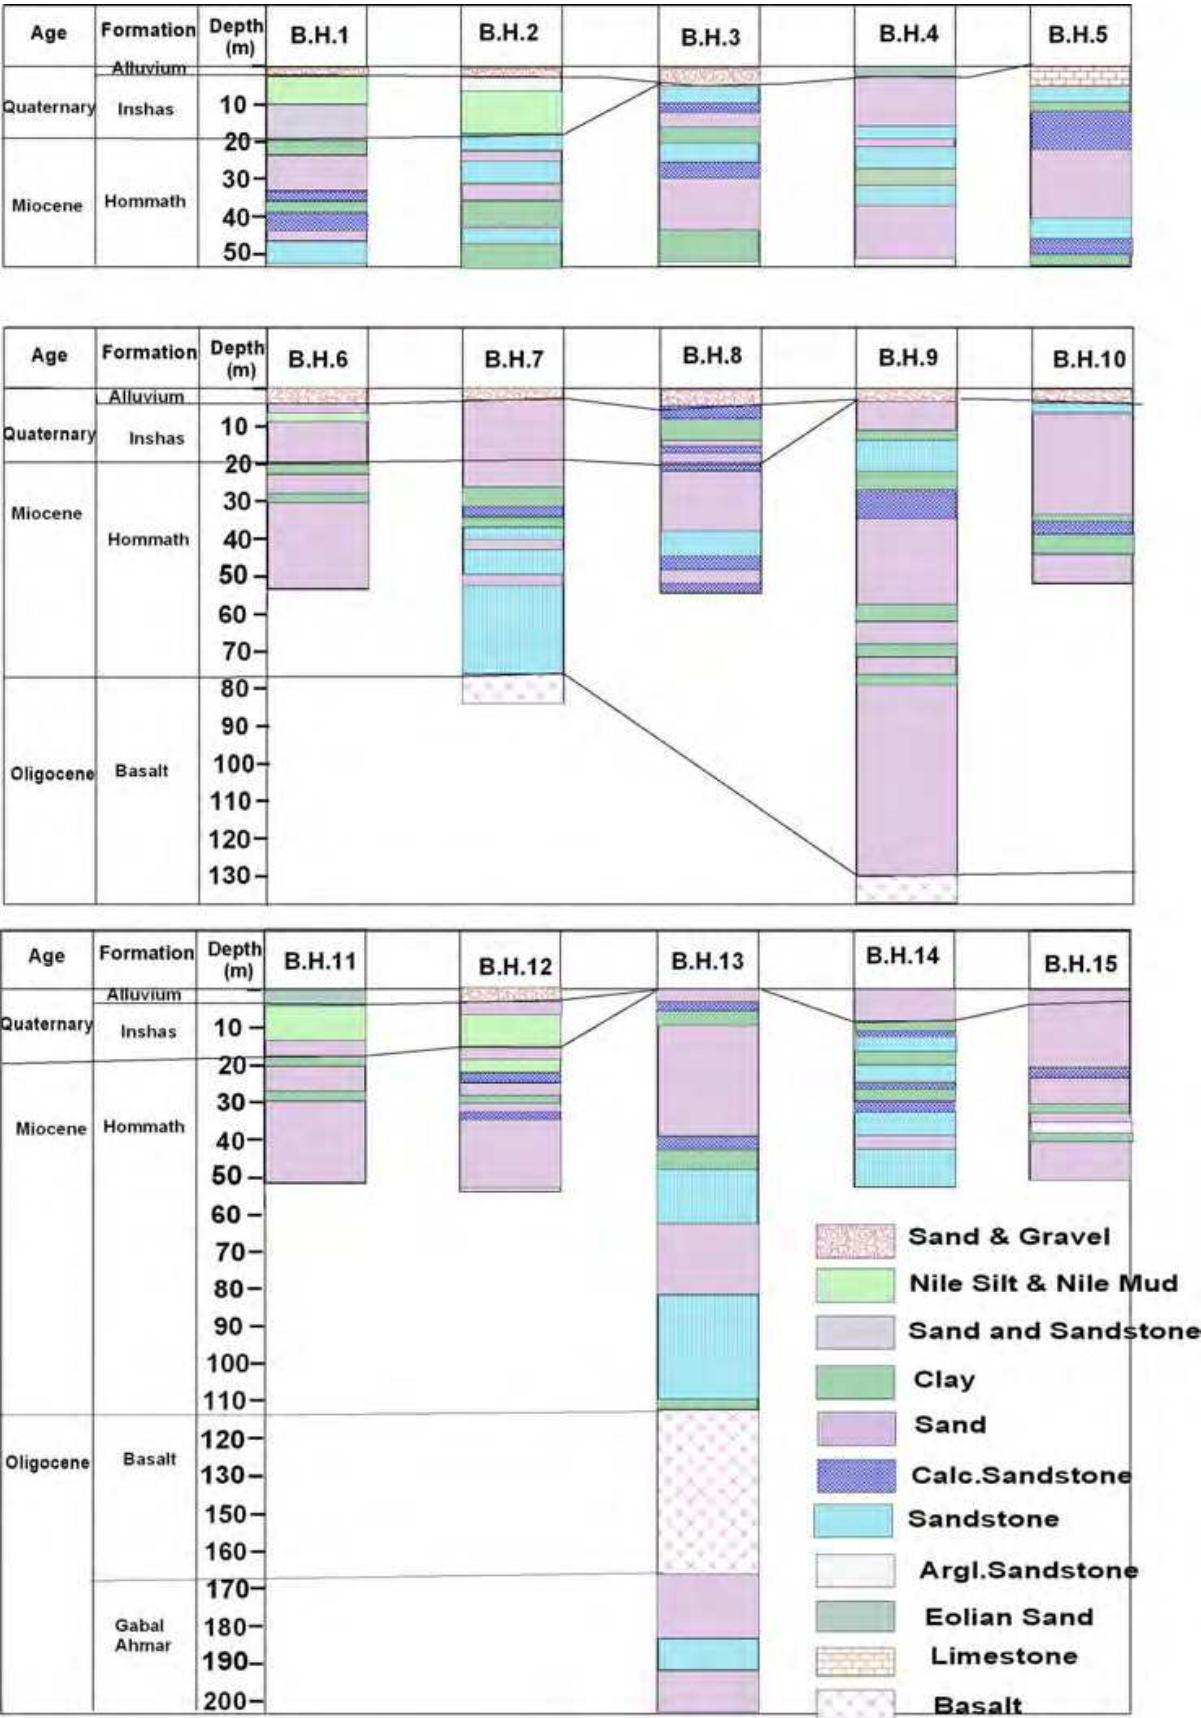 Age Formation Depth (m) B.H.1 B.H.2 B.H.3 B.H.4 B.H.5
Alluvium
Quaternary Inshas 10
20
30
Miocene Hommath
40
50
Age Formation Depth (m) B.H.6 B.H.7 B.H.8 B.H.9 B.H.10
Alluvium
10
Quaternary Inshas
20
30
Miocene
Hommath 40
50
60
70
80
90
Oligocene Basalt 100
110
120
130
Age Formation Depth (m) B.H.11 B.H.12 B.H.13 B.H.14 B.H.15
Alluvium
Quaternary Inshas 10
20
30
Miocene Hommath
40
50
60
Sand & Gravel
70
Nile Silt & Nile Mud
80
90
Sand and Sandstone
100
Clay
110
Sand
120
Oligocene Basalt
130
Calc.Sandstone
140
Sandstone
150
160
Argl.Sandstone
170
Gabal
Ahmar
180
Eolian Sand
190
Limestone
200
Basalt